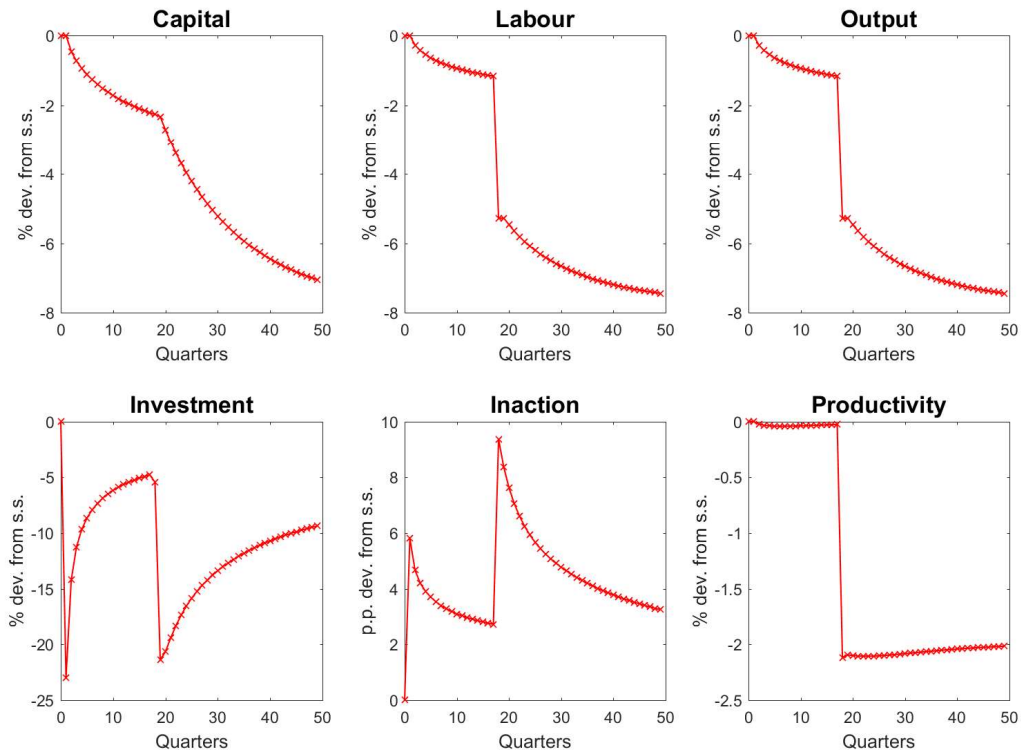 Capital
0
-2
-4
-6
-8
% dev. from s.s.
0 10 20 30 40 50
Quarters
Labour
0
-2
-4
-6
-8
% dev. from s.s.
0 10 20 30 40 50
Quarters
Output
0
-2
-4
-6
-8
% dev. from s.s.
0 10 20 30 40 50
Quarters
Investment
0
-5
-10
-15
-20
-25
% dev. from s.s.
0 10 20 30 40 50
Quarters
Inaction
10
8
6
4
2
0
p.p. dev. from s.s.
0 10 20 30 40 50
Quarters
Productivity
0
-0.5
-1
-1.5
-2
-2.5
% dev. from s.s.
0 10 20 30 40 50
Quarters